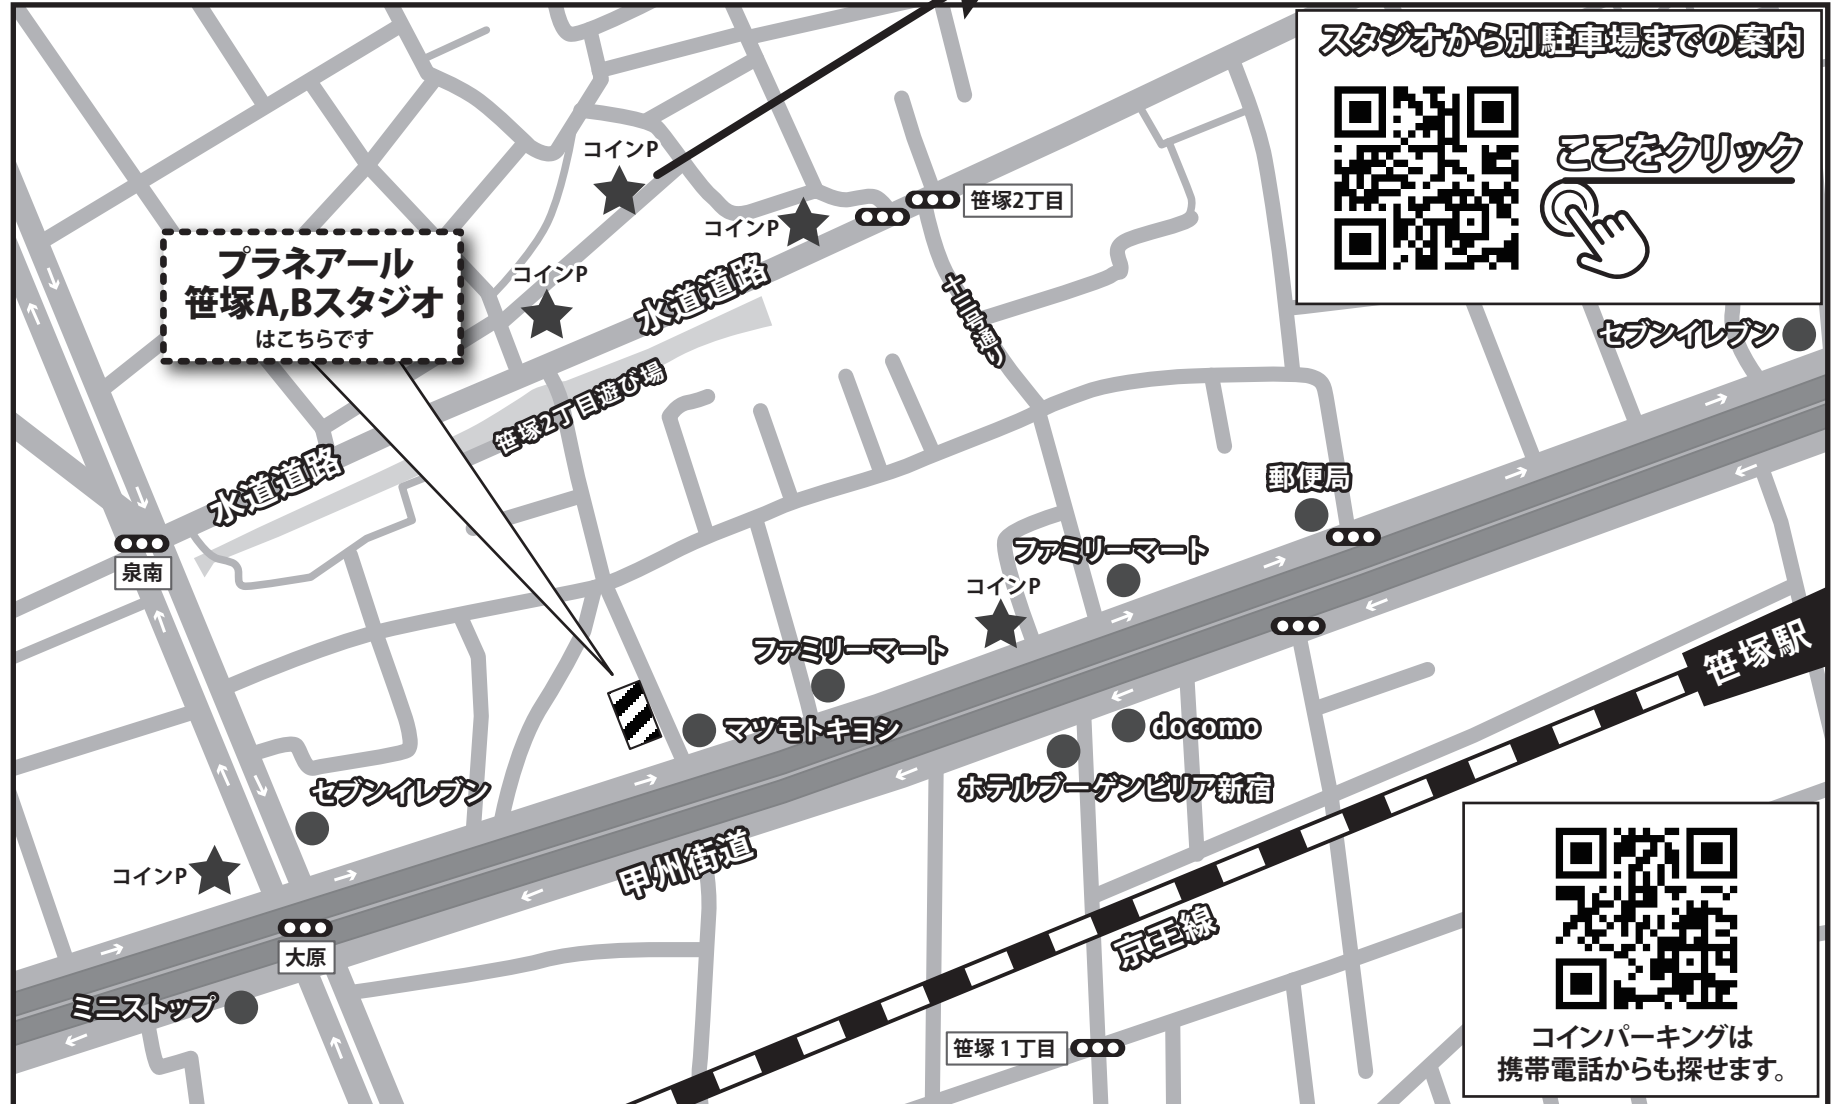 スタジオから別駐車場までの案内
ここをクリック
コインP
コインP
笹塚2丁目
プラネアール
笹塚A,Bスタジオ
はこちらです
コインP
水道道路
十三号通り
セブンイレブン
笹塚2丁目遊び場
水道道路
郵便局
泉南
ファミリーマート
コインP
ファミリーマート
笹塚駅
マツモトキヨシ
docomo
セブンイレブン
ホテルブーゲンビリア新宿
甲州街道
コインP
京王線
大原
ミニストップ
笹塚1丁目
コインパーキングは
携帯電話からも探せます。